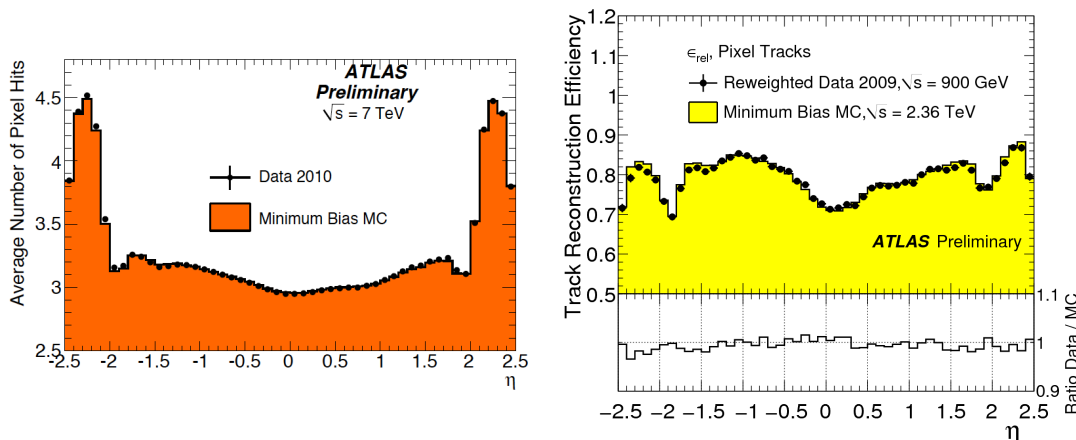 Average Number of Pixel Hits
4.5
4
3.5
3
2.5
ATLAS
Preliminary
√s = 7 TeV
Data 2010
Minimum Bias MC
-2.5 -2 -1.5 -1 -0.5 0 0.5 1 1.5 2 2.5
η
Track Reconstruction Efficiency
1.2
1.1
1
0.9
0.8
0.7
0.6
0.5
ϵrel, Pixel Tracks
Reweighted Data 2009,√s = 900 GeV
Minimum Bias MC,√s = 2.36 TeV
ATLAS Preliminary
1.1
1
0.9
Ratio Data / MC
−2.5 −2 −1.5 −1 −0.5 0 0.5 1 1.5 2 2.5
η